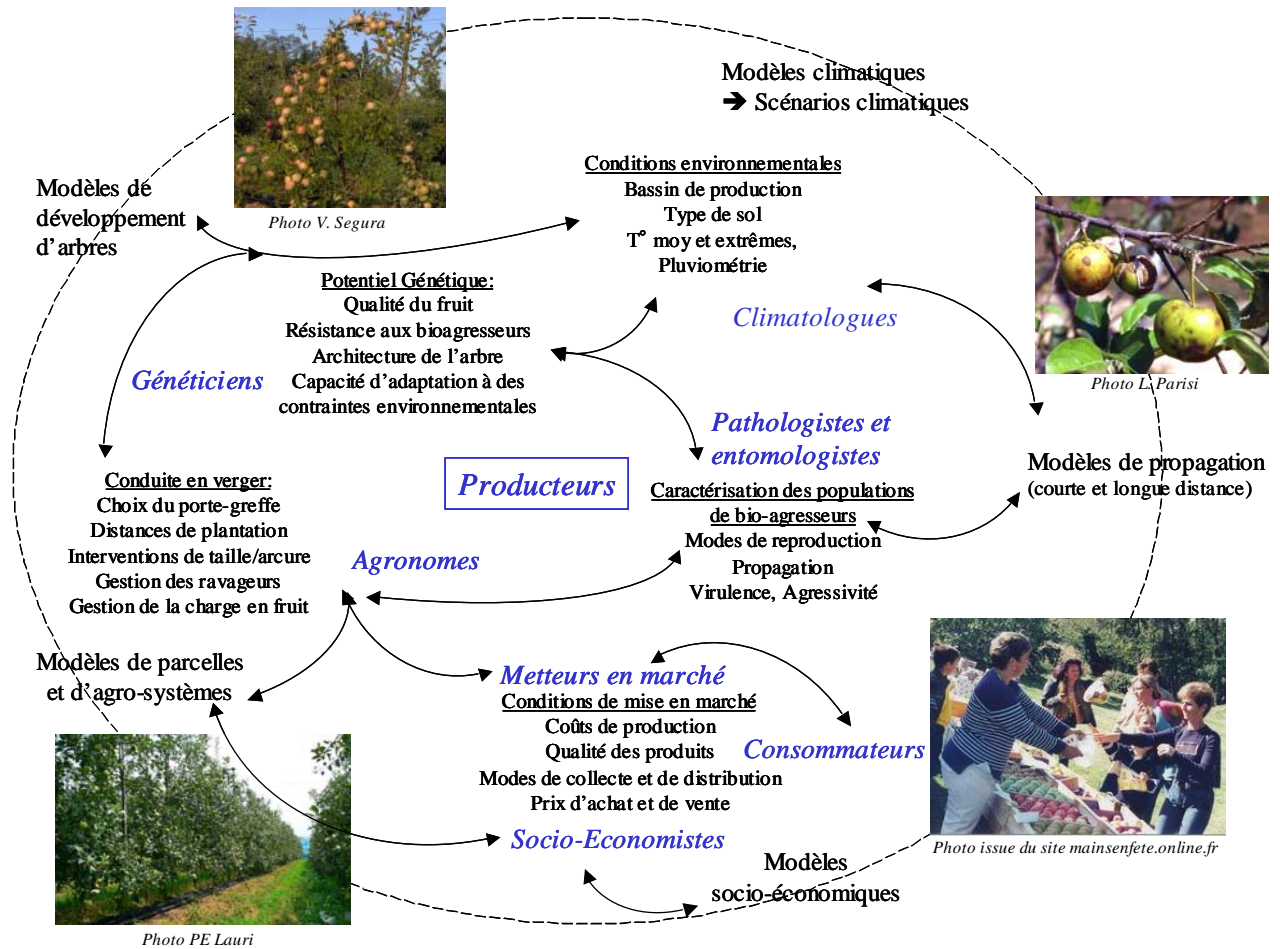 Modèles climatiques
➔ Scénarios climatiques
Conditions environnementales
Bassin de production
Type de sol
T° moy et extrêmes,
Pluviométrie
Modèles de
développement
d'arbres
Photo V. Segura
Potentiel Génétique:
Qualité du fruit
Résistance aux bioagresseurs
Architecture de l'arbre
Capacité d'adaptation à des
contraintes environnementales
Climatologues
Photo L. Parisi
Généticiens
Pathologistes et
entomologistes
Modèles de propagation
(courte et longue distance)
Conduite en verger:
Choix du porte-greffe
Distances de plantation
Interventions de taille/arcure
Gestion des ravageurs
Gestion de la charge en fruit
Producteurs
Caractérisation des populations
de bio-agresseurs
Modes de reproduction
Propagation
Virulence, Agressivité
Agronomes
Modèles de parcelles
et d'agro-systèmes
Metteurs en marché
Conditions de mise en marché
Coûts de production
Qualité des produits
Modes de collecte et de distribution
Prix d'achat et de vente
Consommateurs
Socio-Economistes
Photo issue du site mainsenfete.online.fr
Modèles
socio-économiques
Photo PE Lauri